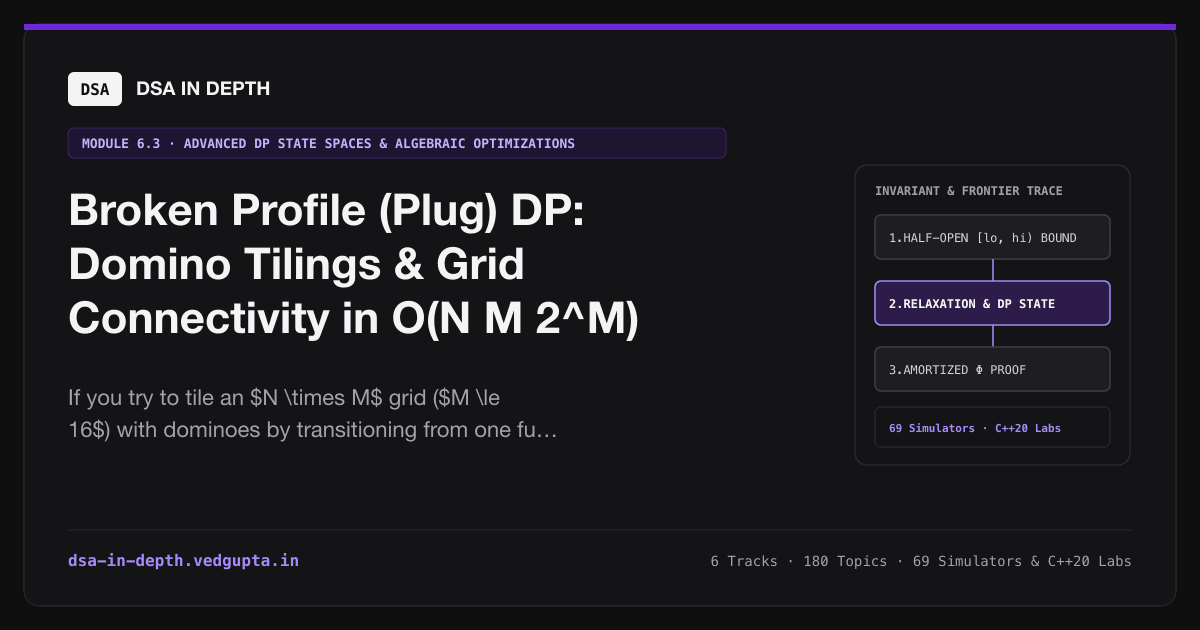 DSA
DSA IN DEPTH
MODULE 6.3 · ADVANCED DP STATE SPACES & ALGEBRAIC OPTIMIZATIONS
Broken Profile (Plug) DP:
Domino Tilings & Grid
Connectivity in O(N M 2^M)
If you try to tile an $N \times M$ grid ($M \le
16$) with dominoes by transitioning from one fu…
INVARIANT & FRONTIER TRACE
1.HALF-OPEN [lo, hi) BOUND
2.RELAXATION & DP STATE
3.AMORTIZED Φ PROOF
69 Simulators · C++20 Labs
dsa-in-depth.vedgupta.in
6 Tracks · 180 Topics · 69 Simulators & C++20 Labs